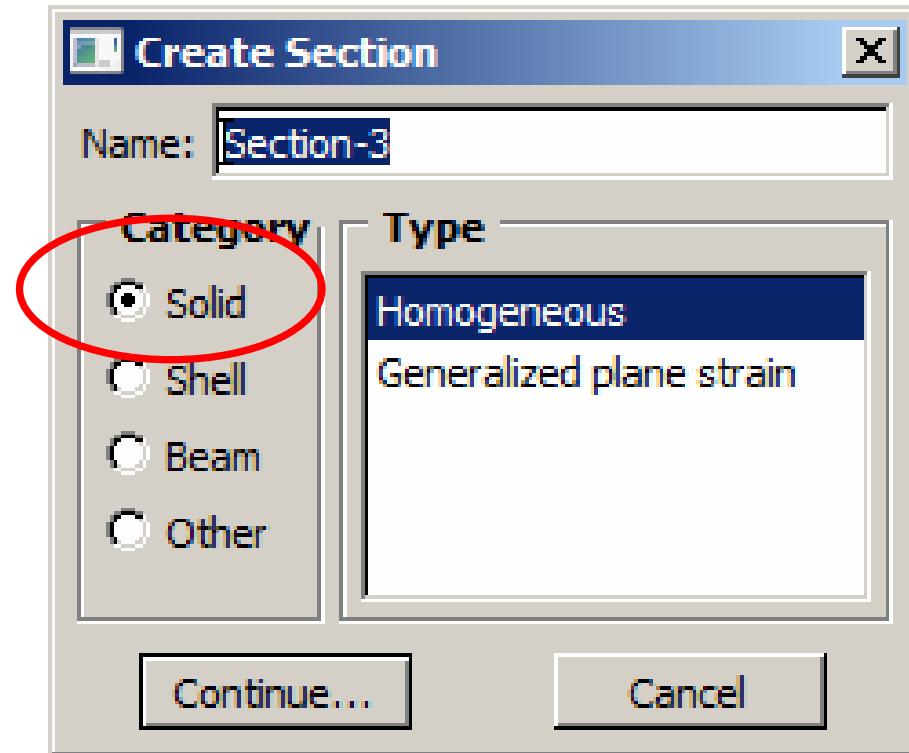 Create Section
Name: Section-3
Category
Solid
Shell
Beam
Other
Type
Homogeneous
Generalized plane strain
Continue...
Cancel